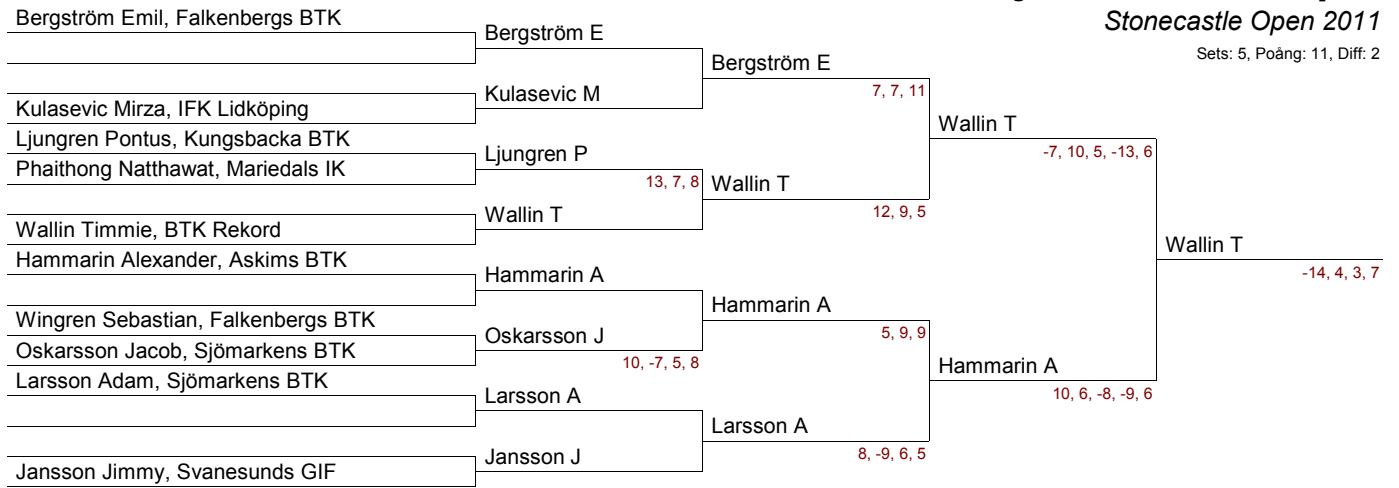 Stonecastle Open 2011
Sets: 5, Poäng: 11, Diff: 2
Bergström Emil, Falkenbergs BTK
Kulasevic Mirza, IFK Lidköping
Ljungren Pontus, Kungsbacka BTK
Phaithong Natthawat, Mariedals IK
Wallin Timmie, BTK Rekord
Hammarin Alexander, Askims BTK
Wingren Sebastian, Falkenbergs BTK
Oskarsson Jacob, Sjömarkens BTK
Larsson Adam, Sjömarkens BTK
Jansson Jimmy, Svanesunds GIF
Bergström E
Kulasevic M
Ljungren P
13, 7, 8
Wallin T
Hammarin A
Oskarsson J
10, -7, 5, 8
Larsson A
Jansson J
Bergström E
7, 7, 11
Wallin T
12, 9, 5
Hammarin A
5, 9, 9
Larsson A
8, -9, 6, 5
Wallin T
-7, 10, 5, -13, 6
Hammarin A
10, 6, -8, -9, 6
Wallin T
-14, 4, 3, 7